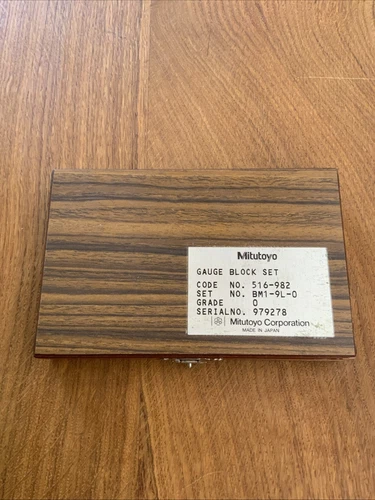 Mitutoyo
GAUGE BLOCK SET
CODE NO. 516-982
SET NO. BM1-9L-0
GRADE 0
SERIALNO. 979278
Mitutoyo Corporation
MADE IN JAPAN